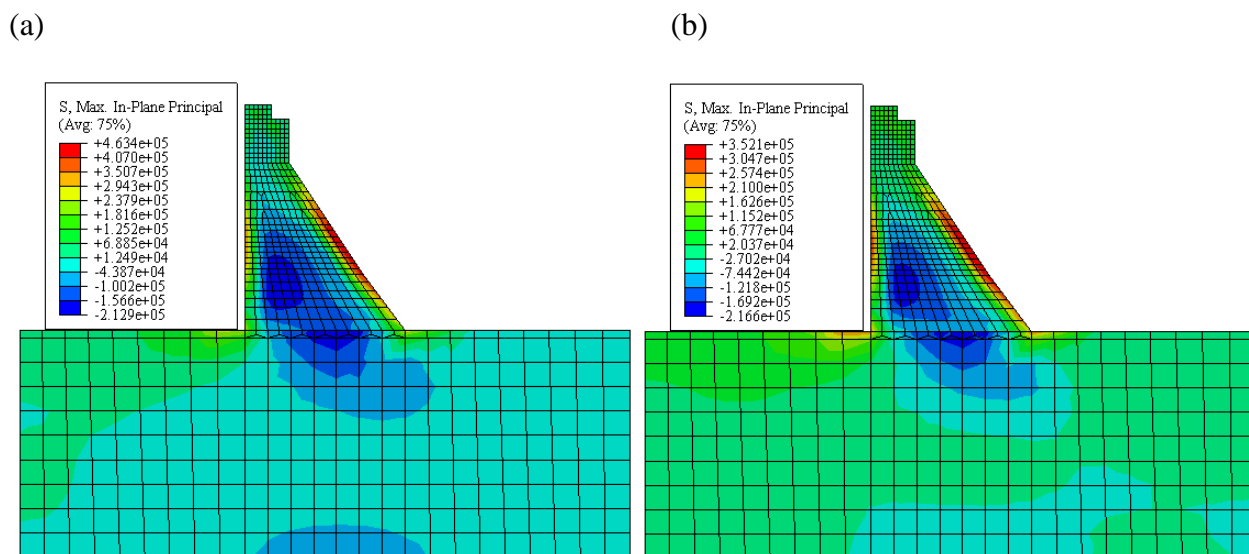 (a)
(b)
S, Max. In-Plane Principal
(Avg: 75%)
+4.634e+05
+4.070e+05
+3.507e+05
+2.943e+05
+2.379e+05
+1.816e+05
+1.252e+05
+6.885e+04
+1.249e+04
-4.387e+04
-1.002e+05
-1.566e+05
-2.129e+05
S, Max. In-Plane Principal
(Avg: 75%)
+3.521e+05
+3.047e+05
+2.574e+05
+2.100e+05
+1.626e+05
+1.152e+05
+6.777e+04
+2.037e+04
-2.702e+04
-7.442e+04
-1.218e+05
-1.692e+05
-2.166e+05